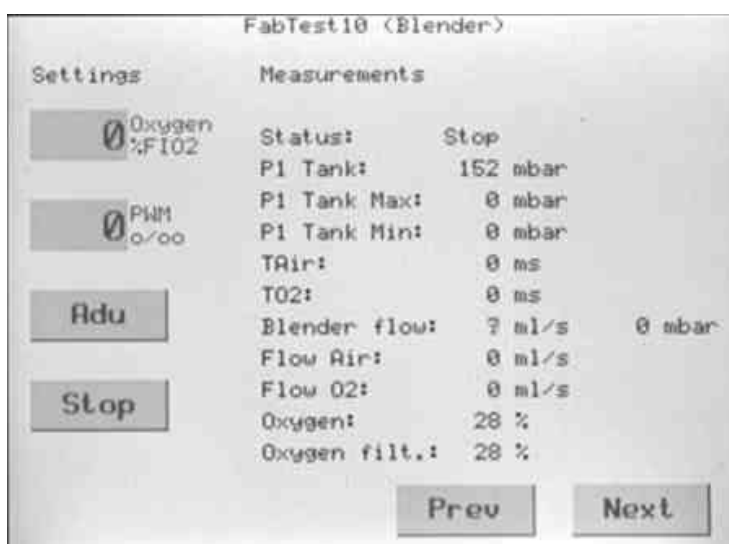 FabTest10 (Blender)
Settings
Measurements
0 Oxygen %FIO2
0 PWM o/oo
Adu
Stop
Status: Stop
P1 Tank: 152 mbar
P1 Tank Max: 0 mbar
P1 Tank Min: 0 mbar
TAir: 0 ms
TO2: 0 ms
Blender flow: ? ml/s 0 mbar
Flow Air: 0 ml/s
Flow O2: 0 ml/s
Oxygen: 28 %
Oxygen filt.: 28 %
Prev
Next